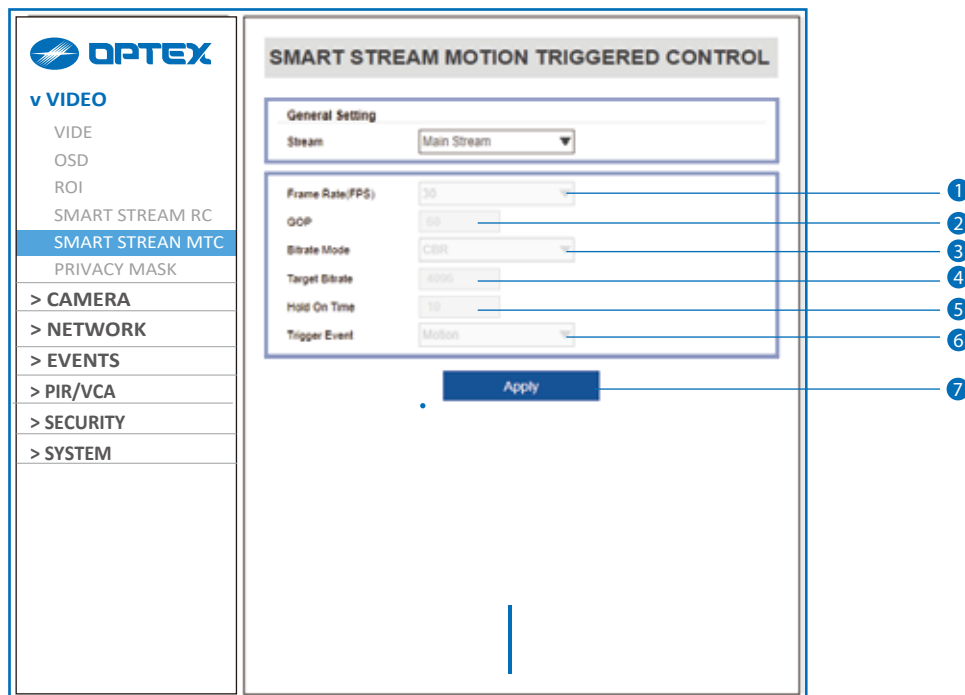 OPTEX
v VIDEO
VIDE
OSD
ROI
SMART STREAM RC
SMART STREAN MTC
PRIVACY MASK
> CAMERA
> NETWORK
> EVENTS
> PIR/VCA
> SECURITY
> SYSTEM
SMART STREAM MOTION TRIGGERED CONTROL
General Setting
Stream Main Stream
Frame Rate(FPS) 30 1
GOP 60 2
Bitrate Mode CBR 3
Target Bitrate 4096 4
Hold On Time 10 5
Trigger Event Motion 6
Apply 7